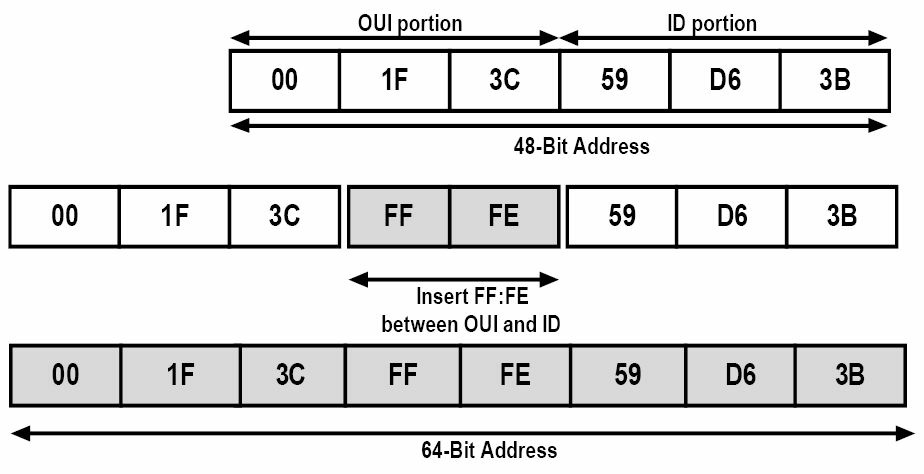 OUI portion ID portion
00 1F 3C 59 D6 3B
48-Bit Address
00 1F 3C FF FE 59 D6 3B
Insert FF:FE
between OUI and ID
00 1F 3C FF FE 59 D6 3B
64-Bit Address